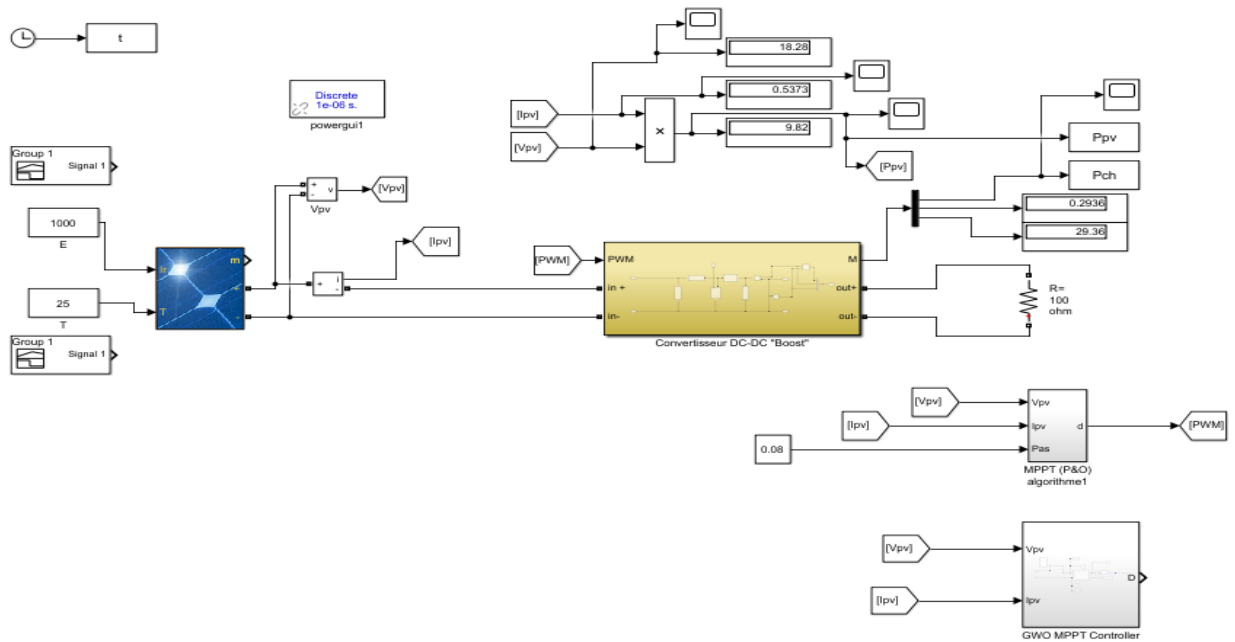 t
Discrete
1e-06 s.
powergui1
18.28
0.5373
9.82
[Ipv]
[Vpv]
×
[Ppv]
Ppv
Pch
0.2936
29.36
Group 1
Signal 1
1000
E
25
T
Group 1
Signal 1
Ir
T
m
+
-
+
-
v
Vpv
[Vpv]
[Ipv]
+
i
-
[PWM]
PWM
in +
in-
M
out+
out-
Convertisseur DC-DC "Boost"
R=
100
ohm
+
[Vpv]
[Ipv]
0.08
Vpv
Ipv
Pas
d
MPPT (P&O)
algorithme1
[PWM]
[Vpv]
[Ipv]
Vpv
Ipv
D
GWO MPPT Controller